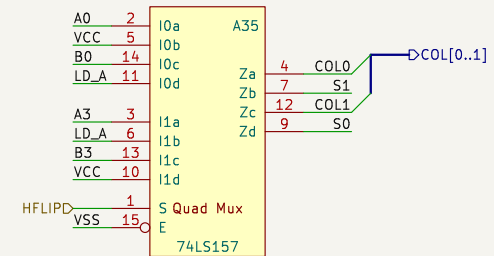 A0 2 I0a A35
VCC 5 I0b
B0 14 I0c
LD_A 11 I0d
Za 4 COL0
COL[0..1]
Zb 7 S1
Zc 12 COL1
Zd 9 S0
A3 3 I1a
LD_A 6 I1b
B3 13 I1c
VCC 10 I1d
HFLIP 1 S Quad Mux
VSS 15 E
74LS157